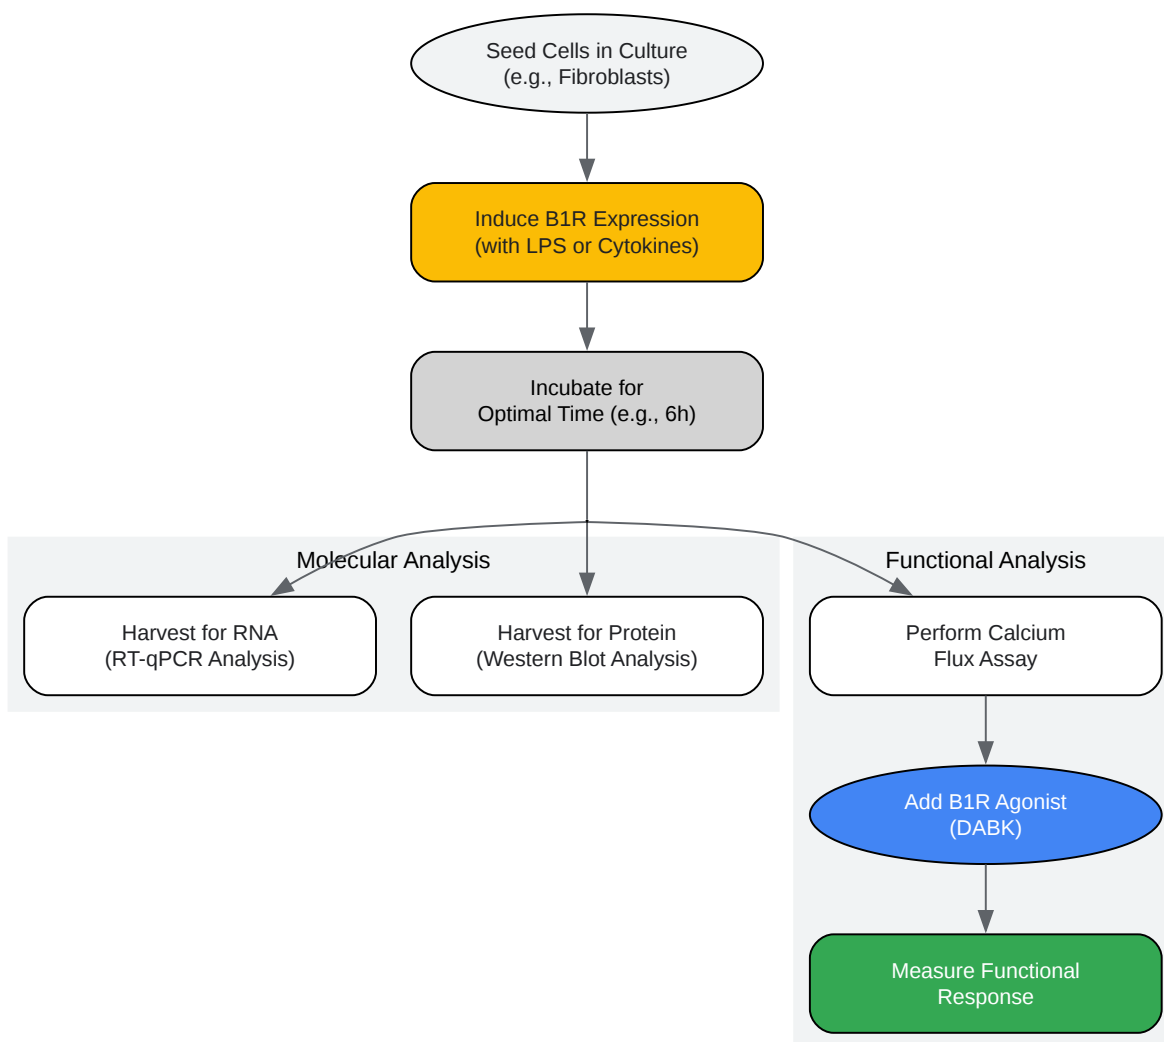 Seed Cells in Culture
(e.g., Fibroblasts)
Induce B1R Expression
(with LPS or Cytokines)
Incubate for
Optimal Time (e.g., 6h)
Molecular Analysis
Harvest for RNA
(RT-qPCR Analysis)
Harvest for Protein
(Western Blot Analysis)
Functional Analysis
Perform Calcium
Flux Assay
Add B1R Agonist
(DABK)
Measure Functional
Response